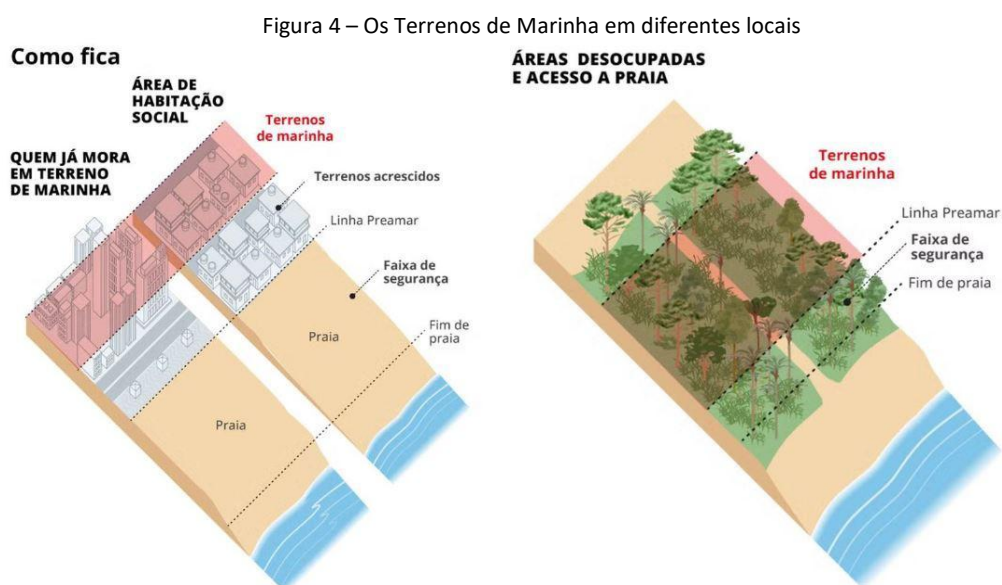 Figura 4 – Os Terrenos de Marinha em diferentes locais
Como fica
ÁREA DE
HABITAÇÃO
SOCIAL
QUEM JÁ MORA
EM TERRENO
DE MARINHA
Terrenos
de marinha
Terrenos acrescidos
Linha Preamar
Faixa de
segurança
Fim de
praia
Praia
Praia
ÁREAS DESOCUPADAS
E ACESSO A PRAIA
Terrenos
de marinha
Linha Preamar
Faixa de
segurança
Fim de praia